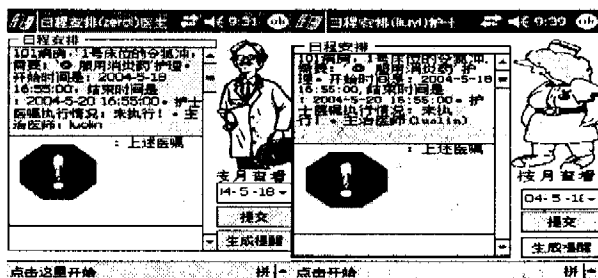 日程安排(zero)医生 9:31 ok
日程安排
101病房，1号床位的令狐冲，
需要：服用消炎药 护理。
开始时间是：2004-5-18
16:55:00，结束时间是
：2004-5-20 16:55:00。护士
医嘱执行情况：未执行！。主
治医师：luolin
：上述医嘱
按月查看
14-5-18
提交
生成提醒
点击这里开始 拼
日程安排(liuyi)护士 9:39 ok
日程安排
101病房，1号床位的令狐冲，
需要：服用消炎药 护
理。开始时间是：2004-5-18
16:55:00，结束时间是
：2004-5-20 16:55:00。护
士医嘱执行情况：未执
行！。主治医师
：上述医嘱
按月查看
04-5-18
提交
生成提醒
点击开始 拼